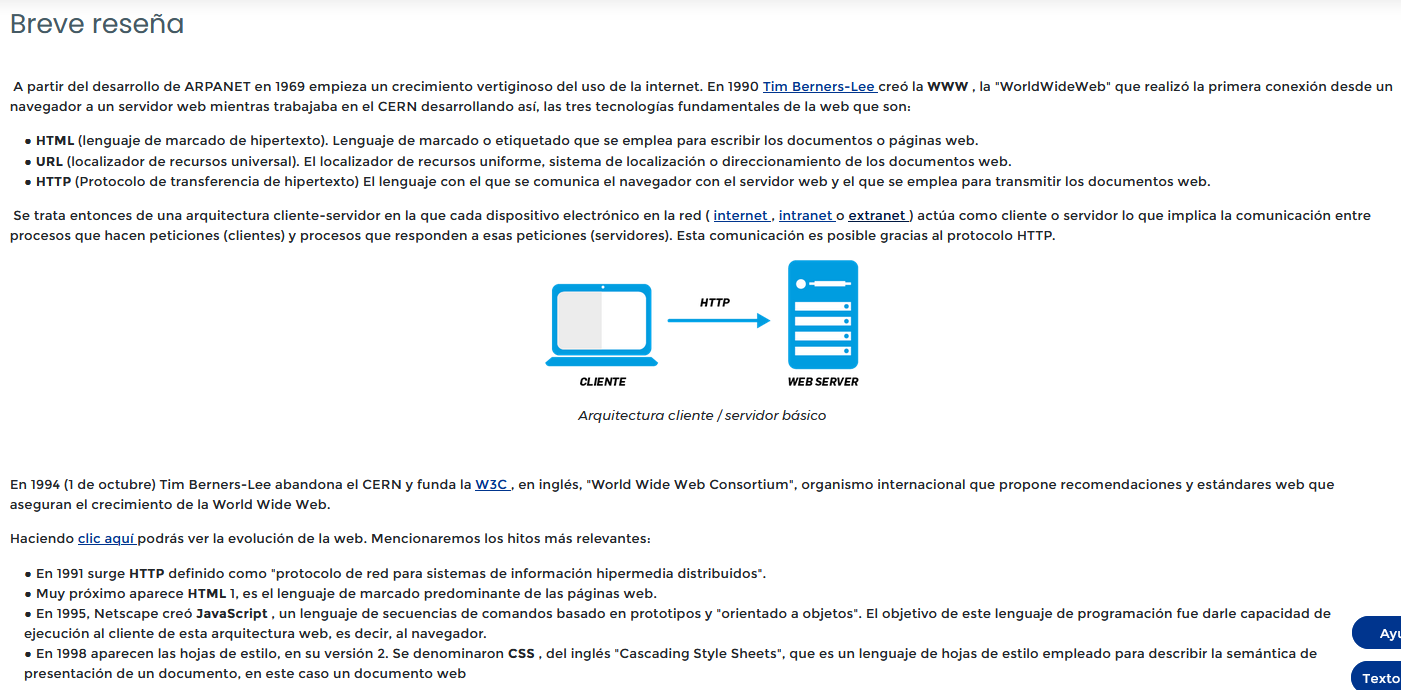 Breve reseña
A partir del desarrollo de ARPANET en 1969 empieza un crecimiento vertiginoso del uso de la internet. En 1990 Tim Berners-Lee creó la WWW , la "WorldWideWeb" que realizó la primera conexión desde un
navegador a un servidor web mientras trabajaba en el CERN desarrollando así, las tres tecnologías fundamentales de la web que son:
• HTML (lenguaje de marcado de hipertexto). Lenguaje de marcado o etiquetado que se emplea para escribir los documentos o páginas web.
• URL (localizador de recursos universal). El localizador de recursos uniforme, sistema de localización o direccionamiento de los documentos web.
• HTTP (Protocolo de transferencia de hipertexto) El lenguaje con el que se comunica el navegador con el servidor web y el que se emplea para transmitir los documentos web.
Se trata entonces de una arquitectura cliente-servidor en la que cada dispositivo electrónico en la red ( internet , intranet o extranet ) actúa como cliente o servidor lo que implica la comunicación entre
procesos que hacen peticiones (clientes) y procesos que responden a esas peticiones (servidores). Esta comunicación es posible gracias al protocolo HTTP.
HTTP
CLIENTE
WEB SERVER
Arquitectura cliente / servidor básico
En 1994 (1 de octubre) Tim Berners-Lee abandona el CERN y funda la W3C , en inglés, "World Wide Web Consortium", organismo internacional que propone recomendaciones y estándares web que
aseguran el crecimiento de la World Wide Web.
Haciendo clic aquí podrás ver la evolución de la web. Mencionaremos los hitos más relevantes:
• En 1991 surge HTTP definido como "protocolo de red para sistemas de información hipermedia distribuidos".
• Muy próximo aparece HTML 1, es el lenguaje de marcado predominante de las páginas web.
• En 1995, Netscape creó JavaScript , un lenguaje de secuencias de comandos basado en prototipos y "orientado a objetos". El objetivo de este lenguaje de programación fue darle capacidad de
ejecución al cliente de esta arquitectura web, es decir, al navegador.
• En 1998 aparecen las hojas de estilo, en su versión 2. Se denominaron CSS , del inglés "Cascading Style Sheets", que es un lenguaje de hojas de estilo empleado para describir la semántica de
presentación de un documento, en este caso un documento web
Texto